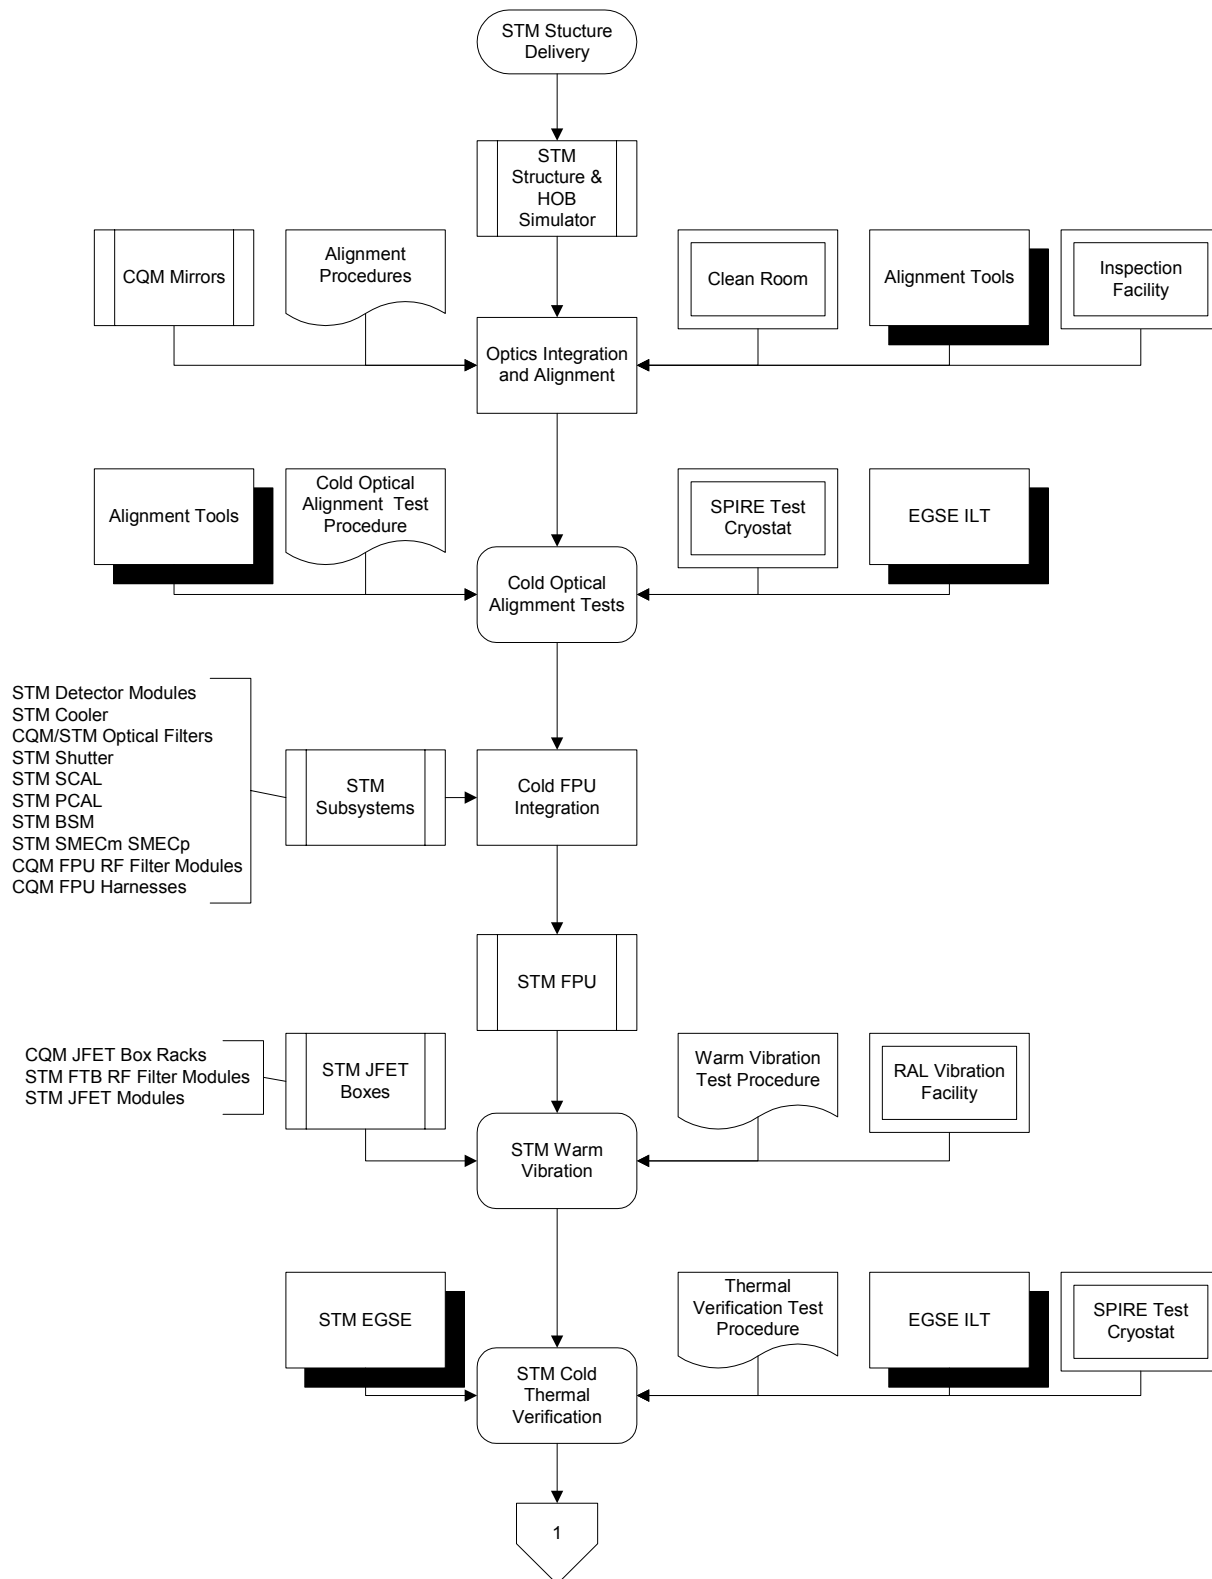 STM Stucture
Delivery
STM
Structure &
HOB
Simulator
CQM Mirrors
Alignment
Procedures
Clean Room
Alignment Tools
Inspection
Facility
Optics Integration
and Alignment
Alignment Tools
Cold Optical
Alignment  Test
Procedure
SPIRE Test
Cryostat
EGSE ILT
Cold Optical
Aligmment Tests
STM Detector Modules
STM Cooler
CQM/STM Optical Filters
STM Shutter
STM SCAL
STM PCAL
STM BSM
STM SMECm SMECp
CQM FPU RF Filter Modules
CQM FPU Harnesses
STM
Subsystems
Cold FPU
Integration
STM FPU
CQM JFET Box Racks
STM FTB RF Filter Modules
STM JFET Modules
STM JFET
Boxes
Warm Vibration
Test Procedure
RAL Vibration
Facility
STM Warm
Vibration
STM EGSE
Thermal
Verification Test
Procedure
EGSE ILT
SPIRE Test
Cryostat
STM Cold
Thermal
Verification
1